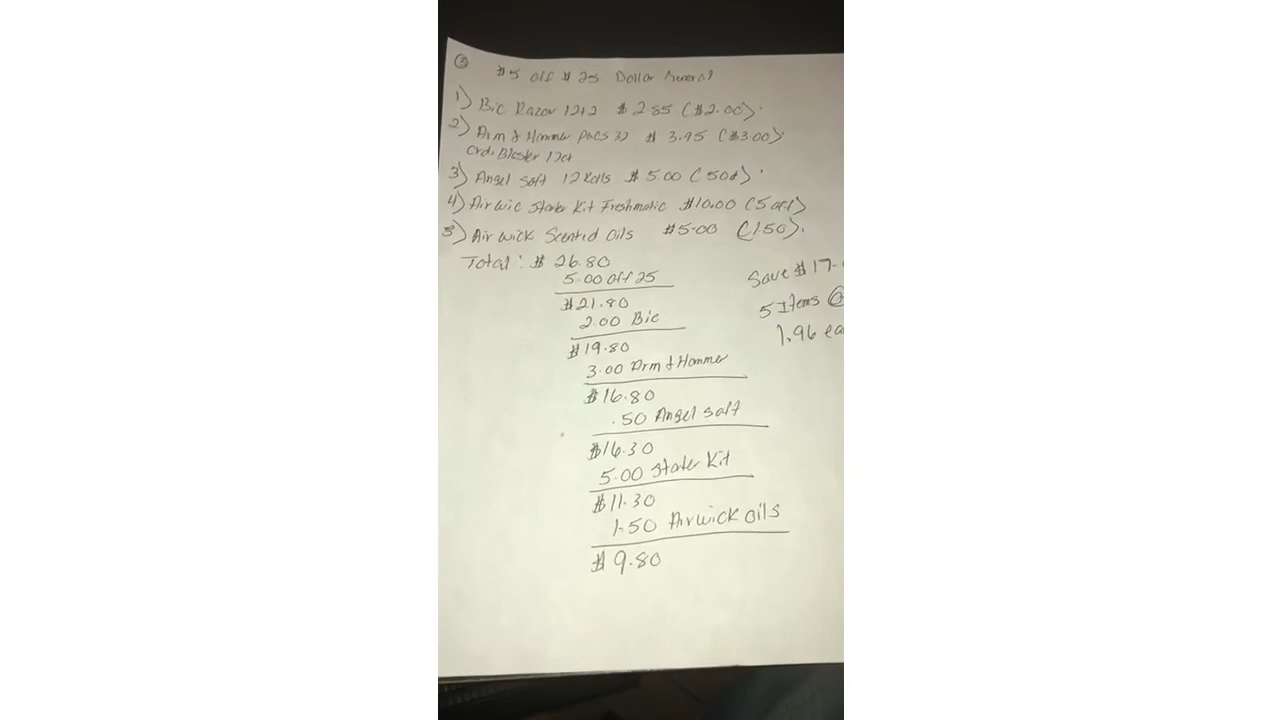 ③
$5 off $25 Dollar General
1) Bic Razor 12+2 $2.85 ($2.00)
2) Arm & Hammer Pacs 32 $3.95 ($3.00)
Ordi Blaster 17ct
3) Angel Soft 12 Rolls $5.00 (50¢)
4) Air Wic Starter Kit Freshmatic $10.00 (5 off)
5) Air Wick Scented Oils $5.00 (1.50)
Total: $26.80
5.00 off 25
$21.80
2.00 Bic
$19.80
3.00 Arm & Hammer
$16.80
.50 Angel Soft
$16.30
5.00 Starter Kit
$11.30
1.50 Airwick Oils
$9.80
Save $17.
5 Items @
1.96 ea